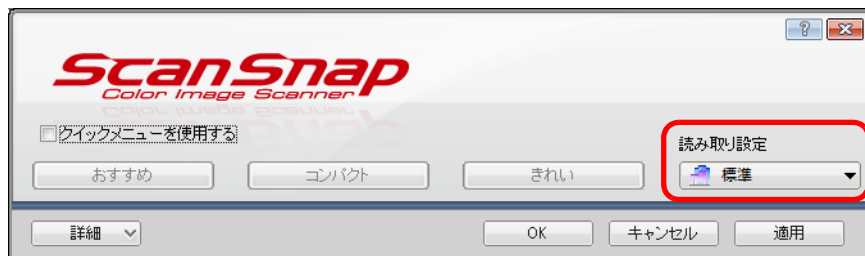 ?
ScanSnap
Color Image Scanner
クイックメニューを使用する
読み取り設定
おすすめ
コンパクト
きれい
標準
詳細
OK
キャンセル
適用